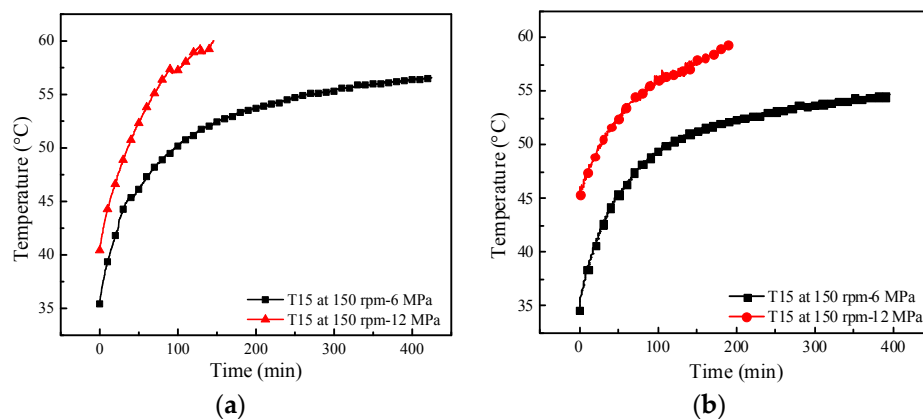 60
55
50
45
40
35
Temperature (°C)
T15 at 150 rpm-6 MPa
T15 at 150 rpm-12 MPa
0 100 200 300 400
Time (min)
(a)
60
55
50
45
40
35
Temperature (°C)
T15 at 150 rpm-6 MPa
T15 at 150 rpm-12 MPa
0 100 200 300 400
Time (min)
(b)